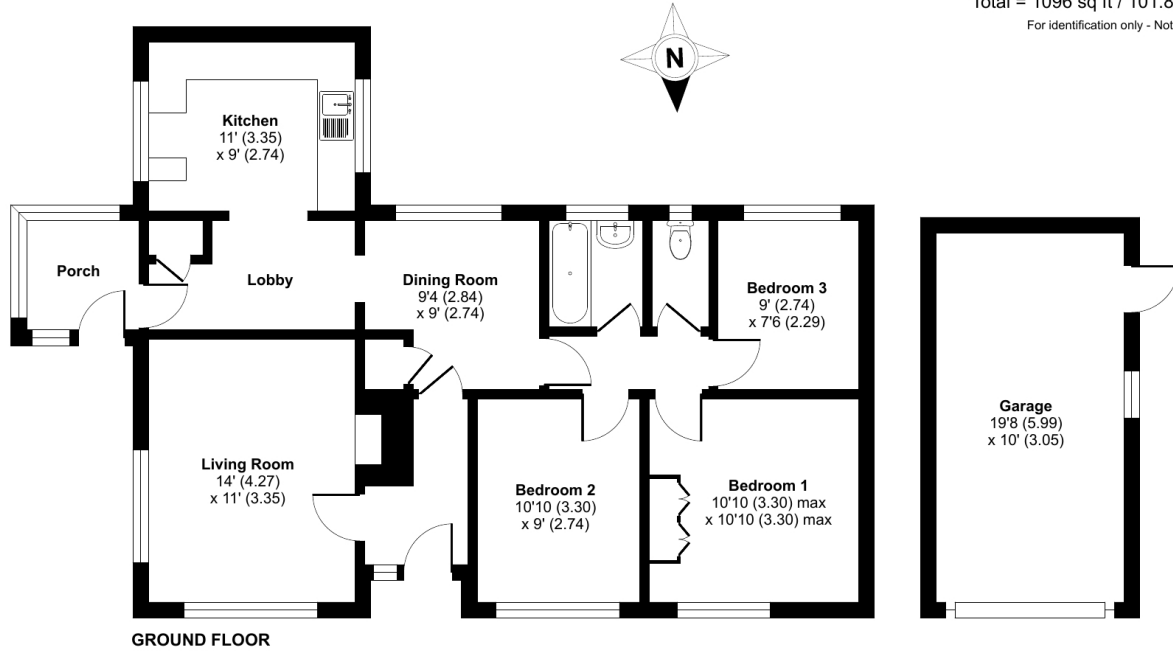 Total = 1096 sq ft / 101.8
For identification only - Not
N
Kitchen
11' (3.35)
x 9' (2.74)
Porch
Lobby
Dining Room
9'4 (2.84)
x 9' (2.74)
Bedroom 3
9' (2.74)
x 7'6 (2.29)
Garage
19'8 (5.99)
x 10' (3.05)
Living Room
14' (4.27)
x 11' (3.35)
Bedroom 2
10'10 (3.30)
x 9' (2.74)
Bedroom 1
10'10 (3.30) max
x 10'10 (3.30) max
GROUND FLOOR